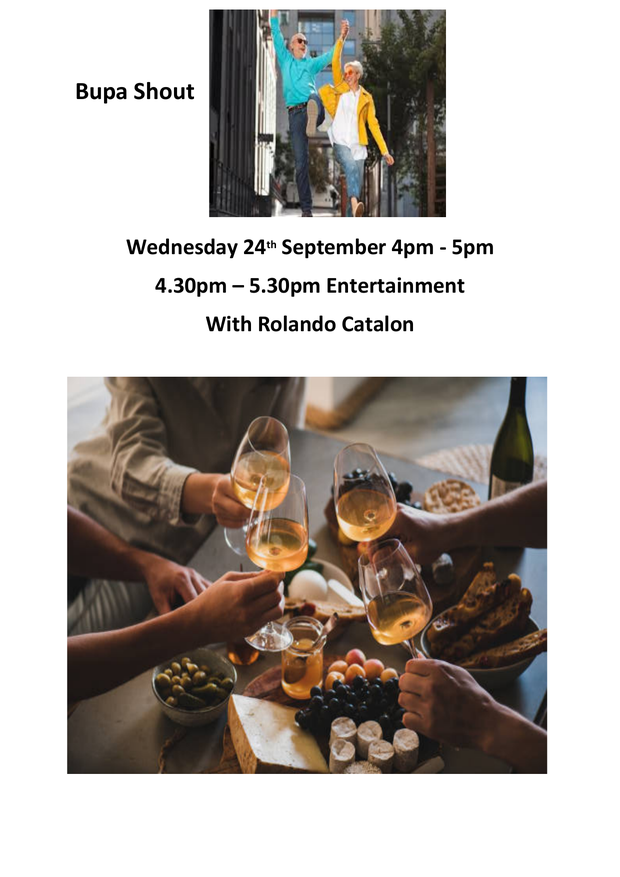 Bupa Shout
Wednesday 24th September 4pm - 5pm
4.30pm – 5.30pm Entertainment
With Rolando Catalon